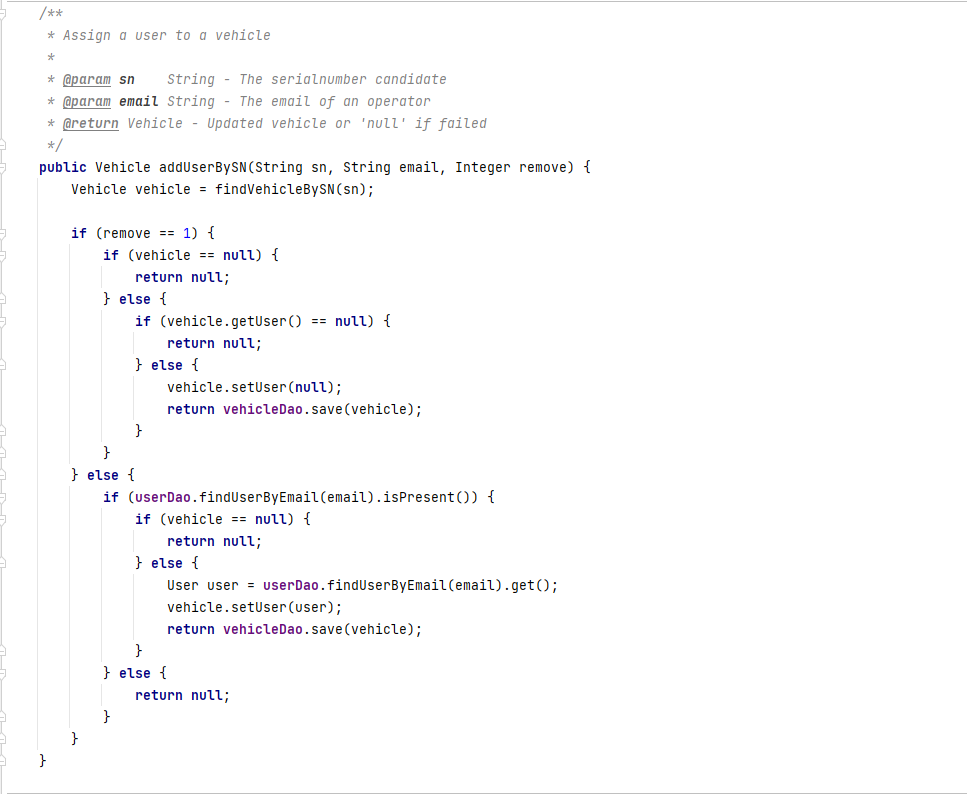 /**
 * Assign a user to a vehicle
 *
 * @param sn    String - The serialnumber candidate
 * @param email String - The email of an operator
 * @return Vehicle - Updated vehicle or 'null' if failed
 */
public Vehicle addUserBySN(String sn, String email, Integer remove) {
    Vehicle vehicle = findVehicleBySN(sn);

    if (remove == 1) {
        if (vehicle == null) {
            return null;
        } else {
            if (vehicle.getUser() == null) {
                return null;
            } else {
                vehicle.setUser(null);
                return vehicleDao.save(vehicle);
            }
        }
    } else {
        if (userDao.findUserByEmail(email).isPresent()) {
            if (vehicle == null) {
                return null;
            } else {
                User user = userDao.findUserByEmail(email).get();
                vehicle.setUser(user);
                return vehicleDao.save(vehicle);
            }
        } else {
            return null;
        }
    }
}